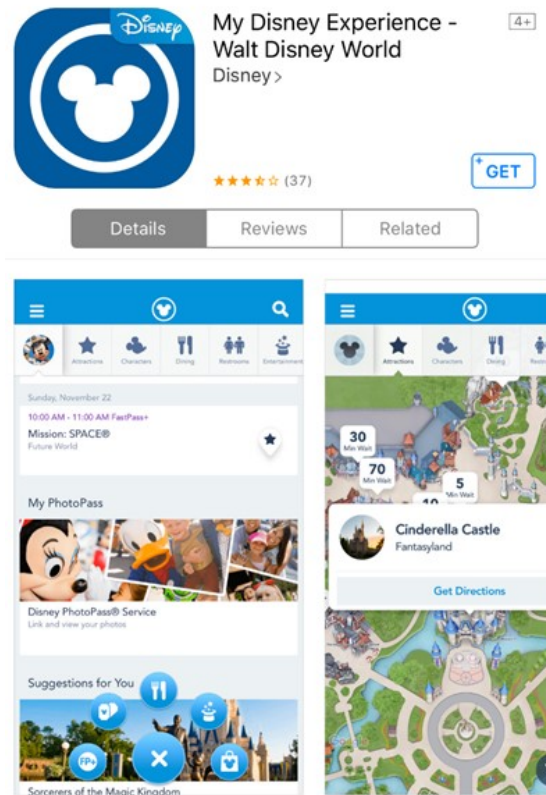 Disney
My Disney Experience -
Walt Disney World
4+
Disney >
(37)
+ GET
Details
Reviews
Related
Attractions
Characters
Dining
Restrooms
Entertainment
Sunday, November 22
10:00 AM - 11:00 AM FastPass+
Mission: SPACE®
Future World
My PhotoPass
Disney PhotoPass® Service
Link and view your photos
Suggestions for You
FP+
Sorcerers of the Magic Kingdom
Attractions
Characters
Dining
30
Min Wait
70
Min Wait
5
Min Wait
10
Cinderella Castle
Fantasyland
Get Directions